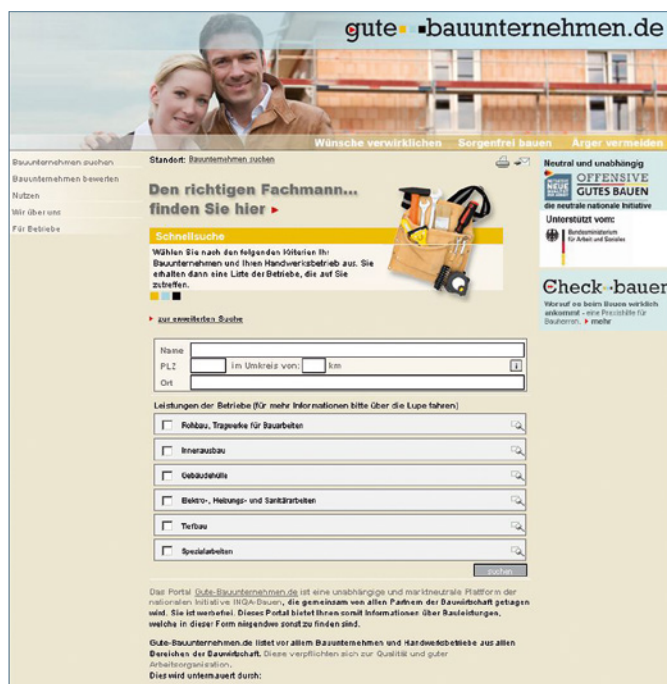 gute bauunternehmen.de
Wünsche verwirklichen Sorgenfrei bauen Ärger vermeiden
Bauunternehmen suchen
Bauunternehmen bewerten
Nutzen
Wir über uns
Für Betriebe
Standort: Bauunternehmen suchen
Den richtigen Fachmann...
finden Sie hier
Schnellsuche
Wählen Sie nach den folgenden Kriterien Ihr
Bauunternehmen und Ihren Handwerksbetrieb aus. Sie
erhalten dann eine Liste der Betriebe, die auf Sie
zutreffen.
zur erweiterten Suche
Name
PLZ im Umkreis von: km i
Ort
Leistungen der Betriebe (für mehr Informationen bitte über die Lupe fahren)
Rohbau, Tragwerke für Bauarbeiten
Innenausbau
Gebäudehülle
Elektro-, Heizungs- und Sanitärarbeiten
Tiefbau
Spezialarbeiten
suchen
Das Portal Gute-Bauunternehmen.de ist eine unabhängige und marktneutrale Plattform der
nationalen Initiative INQA-Bauen, die gemeinsam von allen Partnern der Bauwirtschaft getragen
wird. Sie ist werbefrei. Dieses Portal bietet Ihnen somit Informationen über Bauleistungen,
welche in dieser Form nirgendwo sonst zu finden sind.
Gute-Bauunternehmen.de listet vor allem Bauunternehmen und Handwerksbetriebe aus allen
Bereichen der Bauwirtschaft. Diese verpflichten sich zur Qualität und guter
Arbeitsorganisation.
Dies wird untermauert durch:
Neutral und unabhängig
INITIATIVE
NEUE
QUALITÄT
OFFENSIVE
GUTES BAUEN
die neutrale nationale Initiative
Unterstützt vom:
Bundesministerium
für Arbeit und Soziales
Check bauen
Worauf es beim Bauen wirklich
ankommt - eine Praxishilfe für
Bauherren. mehr